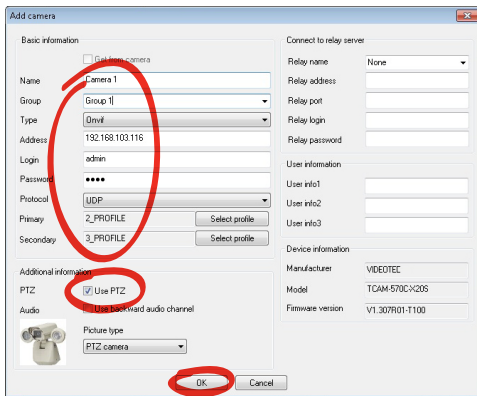 Add camera
Basic information
Get from camera
Name Camera 1
Group Group 1
Type Onvif
Address 192.168.103.116
Login admin
Password ••••
Protocol UDP
Primary 2_PROFILE Select profile
Secondary 3_PROFILE Select profile
Additional information
PTZ Use PTZ
Audio Use backward audio channel
Picture type
PTZ camera
Connect to relay server
Relay name None
Relay address
Relay port
Relay login
Relay password
User information
User info1
User info2
User info3
Device information
Manufacturer VIDEOTEC
Model TCAM-570C-X20S
Firmware version V1.307R01-T100
OK Cancel